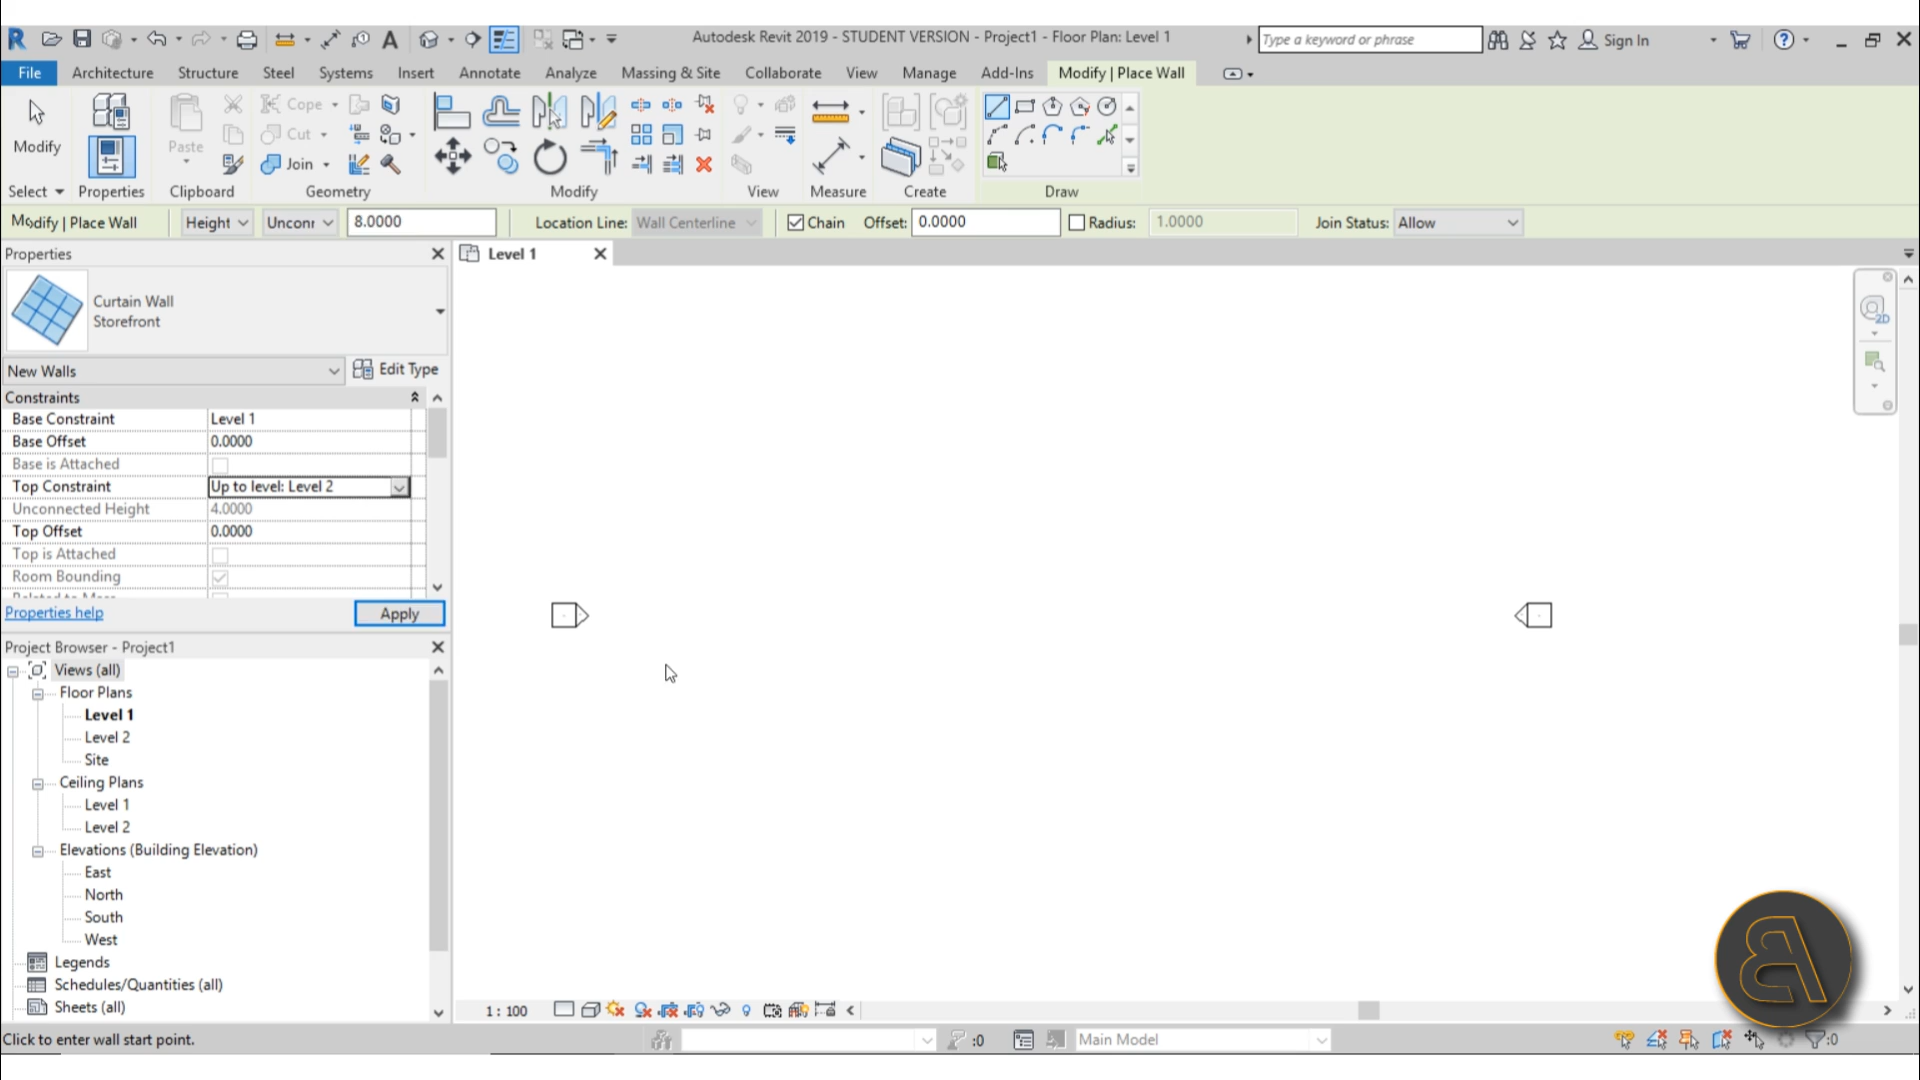 Autodesk Revit 2019 - STUDENT VERSION - Project1 - Floor Plan: Level 1
Type a keyword or phrase
Sign In
File Architecture Structure Steel Systems Insert Annotate Analyze Massing & Site Collaborate View Manage Add-Ins Modify | Place Wall
Modify
Paste
Cope
Cut
Join
Select Properties Clipboard Geometry Modify View Measure Create Draw
Modify | Place Wall Height Unconr 8.0000 Location Line: Wall Centerline Chain Offset: 0.0000 Radius: 1.0000 Join Status: Allow
Properties
Level 1
Curtain Wall
Storefront
2D
New Walls Edit Type
Constraints
Base Constraint Level 1
Base Offset 0.0000
Base is Attached
Top Constraint Up to level: Level 2
Unconnected Height 4.0000
Top Offset 0.0000
Top is Attached
Room Bounding
Properties help Apply
Project Browser - Project1
Views (all)
Floor Plans
Level 1
Level 2
Site
Ceiling Plans
Level 1
Level 2
Elevations (Building Elevation)
East
North
South
West
Legends
Schedules/Quantities (all)
Sheets (all)
1 : 100
Click to enter wall start point.
:0
Main Model
:0